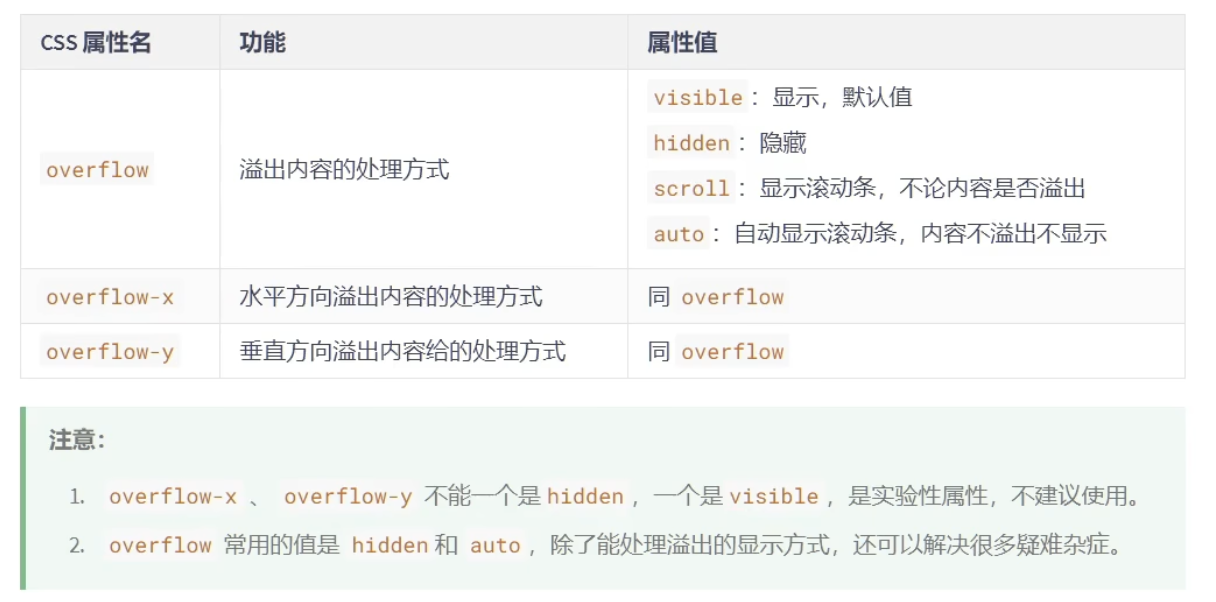 CSS 属性名 功能 属性值
visible：显示，默认值
hidden：隐藏
overflow 溢出内容的处理方式
scroll：显示滚动条，不论内容是否溢出
auto：自动显示滚动条，内容不溢出不显示
overflow-x 水平方向溢出内容的处理方式 同 overflow
overflow-y 垂直方向溢出内容给的处理方式 同 overflow
注意：
1. overflow-x 、 overflow-y 不能一个是 hidden，一个是 visible，是实验性属性，不建议使用。
2. overflow 常用的值是 hidden 和 auto，除了能处理溢出的显示方式，还可以解决很多疑难杂症。